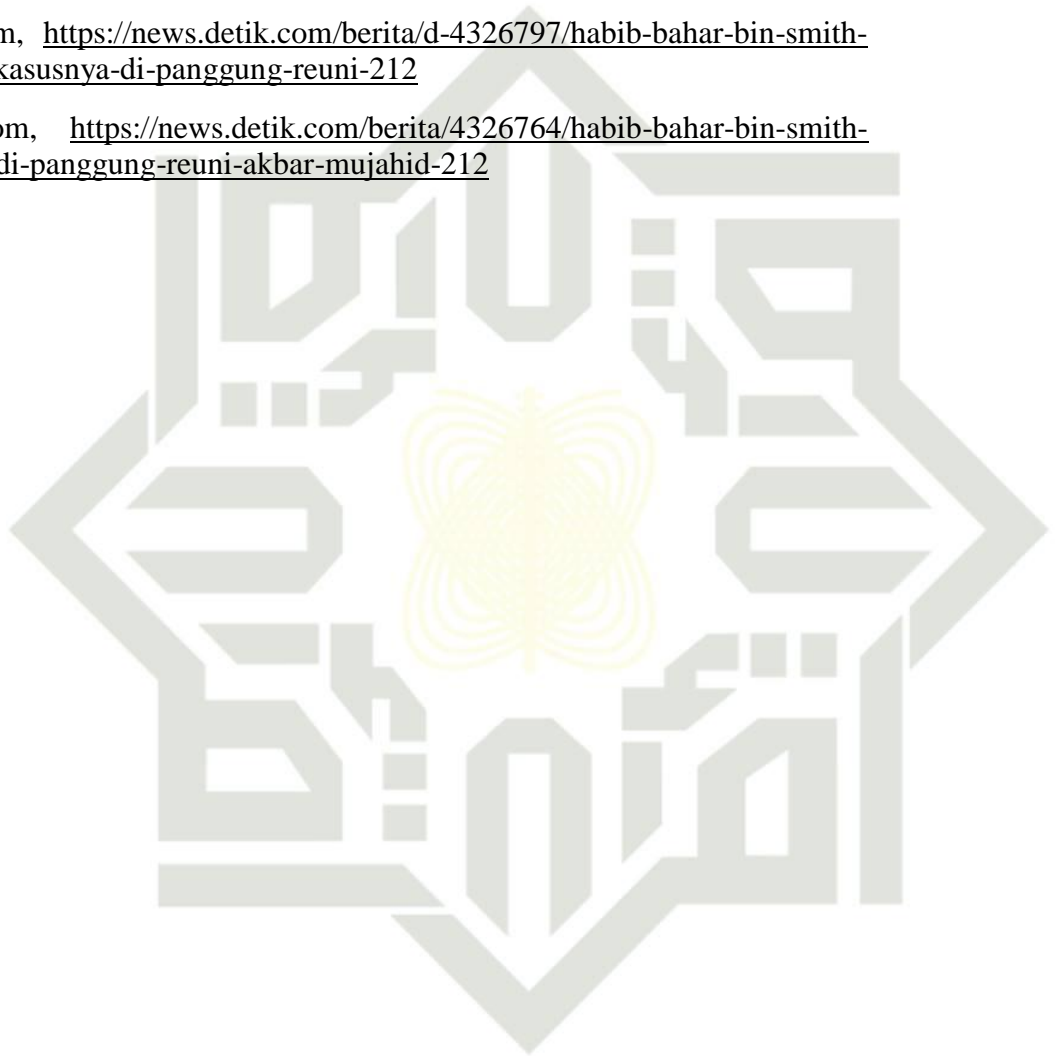 m, https://news.detik.com/berita/d-4326797/habib-bahar-bin-smith-
kasusnya-di-panggung-reuni-212
om, https://news.detik.com/berita/4326764/habib-bahar-bin-smith-
di-panggung-reuni-akbar-mujahid-212